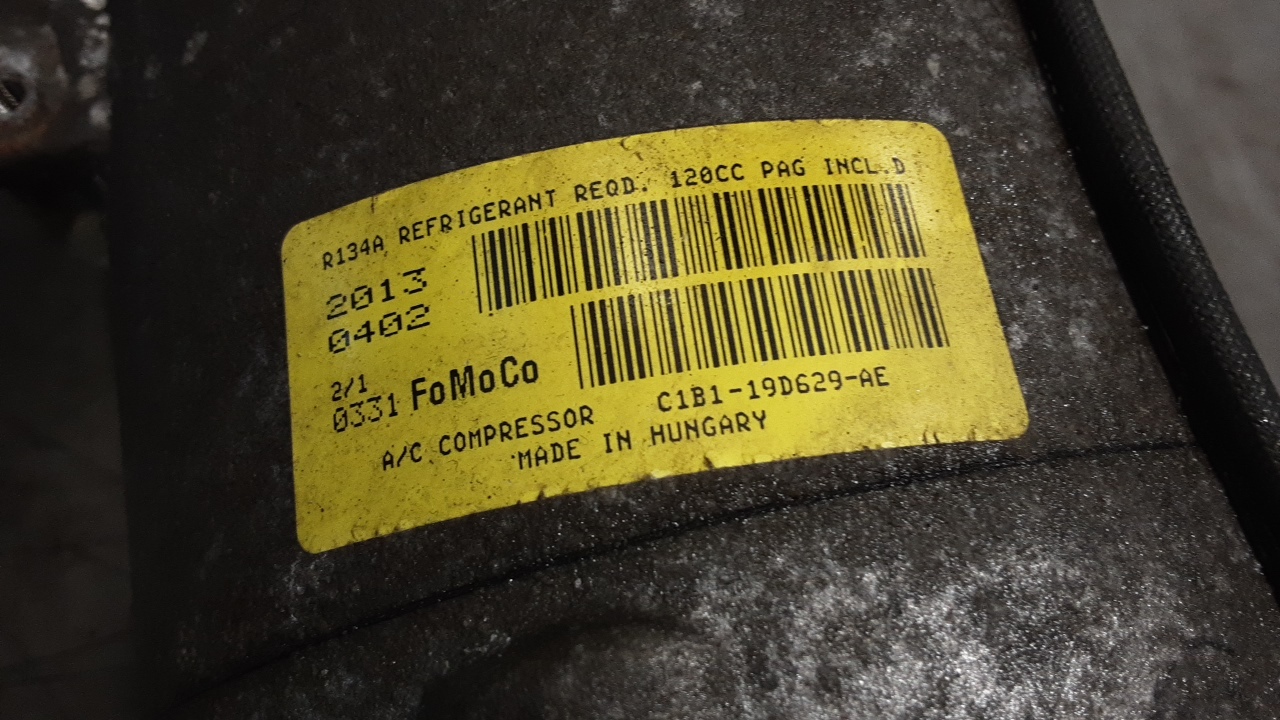 R134A REFRIGERANT REQD. 120CC PAG INCL.D
2013
0402
2/1
0331 FoMoCo
A/C COMPRESSOR C1B1-19D629-AE
MADE IN HUNGARY